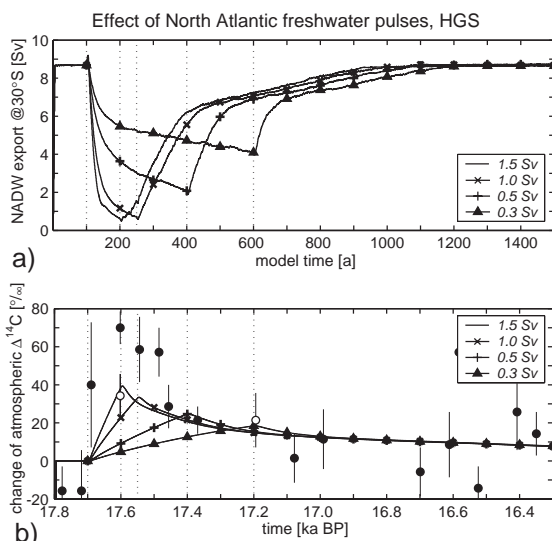 Effect of North Atlantic freshwater pulses, HGS
NADW export @30°S [Sv]
10
8
6
4
2
0
1.5 Sv
1.0 Sv
0.5 Sv
0.3 Sv
200 400 600 800 1000 1200 1400
model time [a]
a)
change of atmospheric Δ14C [°/∞]
80
60
40
20
0
-20
1.5 Sv
1.0 Sv
0.5 Sv
0.3 Sv
17.8 17.6 17.4 17.2 17.0 16.8 16.6 16.4
time [ka BP]
b)